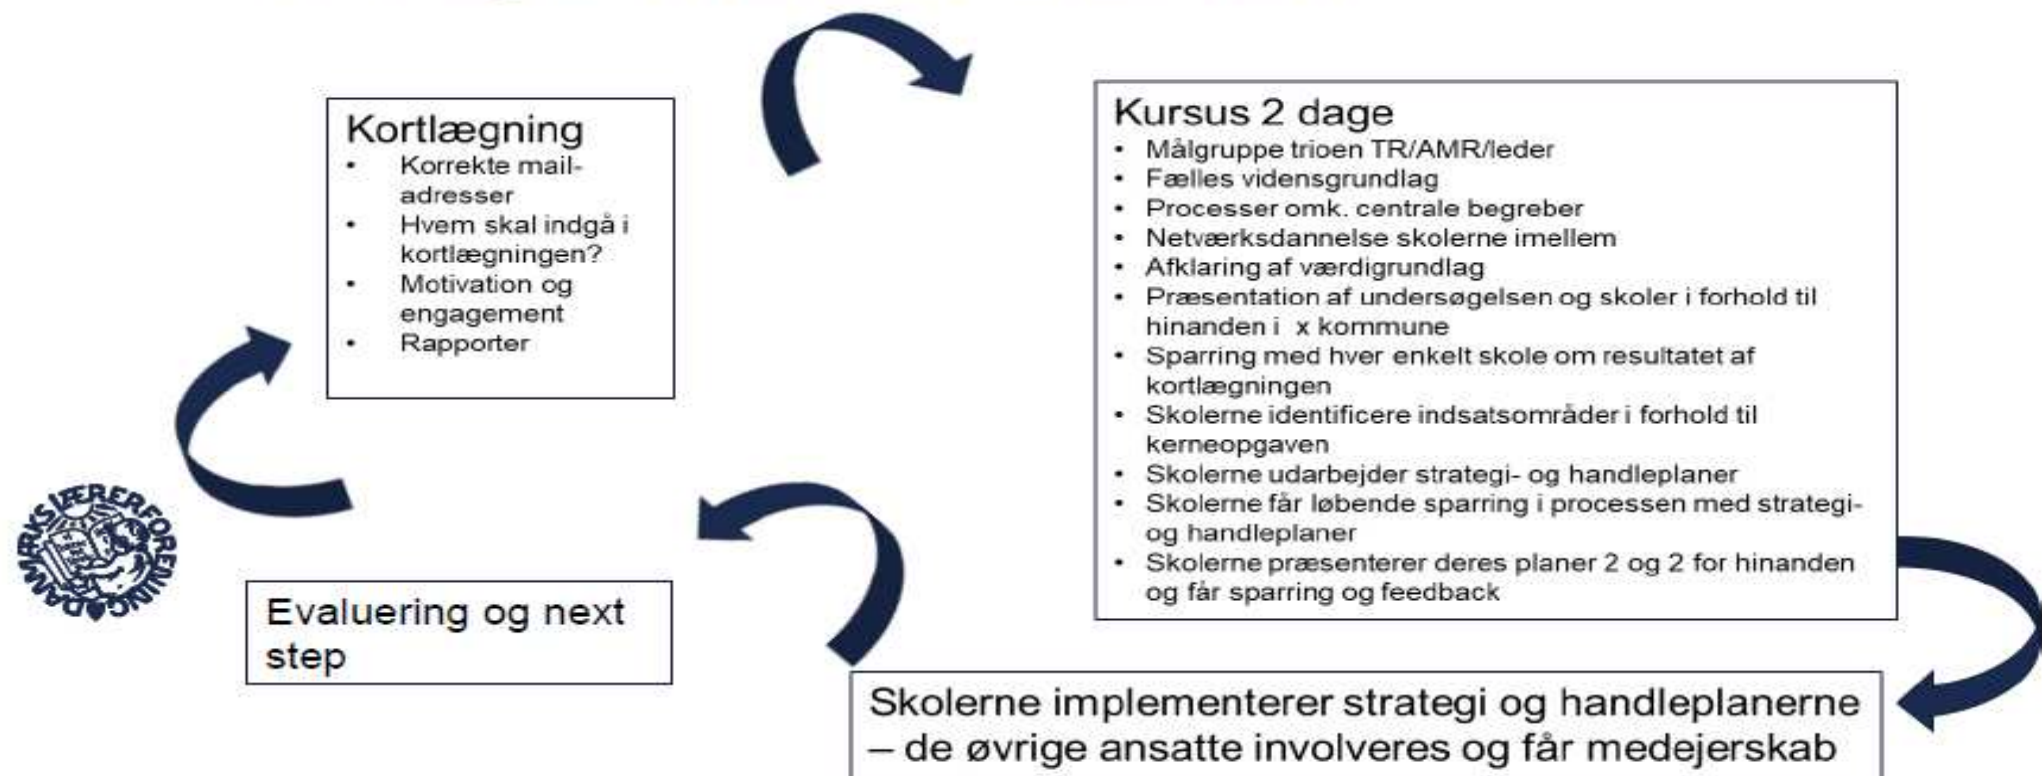 Kortlægning
• Korrekte mail-
adresser
• Hvem skal indgå i
kortlægningen?
• Motivation og
engagement
• Rapporter
Kursus 2 dage
• Målgruppe trioen TR/AMR/leder
• Fælles vidensgrundlag
• Processer omk. centrale begreber
• Netværksdannelse skolerne imellem
• Afklaring af værdigrundlag
• Præsentation af undersøgelsen og skoler i forhold til
hinanden i x kommune
• Sparring med hver enkelt skole om resultatet af
kortlægningen
• Skolerne identificere indsatsområder i forhold til
kerneopgaven
• Skolerne udarbejder strategi- og handleplaner
• Skolerne får løbende sparring i processen med strategi-
og handleplaner
• Skolerne præsenterer deres planer 2 og 2 for hinanden
og får sparring og feedback
Skolerne implementerer strategi og handleplanerne
– de øvrige ansatte involveres og får medejerskab
Evaluering og next
step
DANMARKS LÆRERFORENING